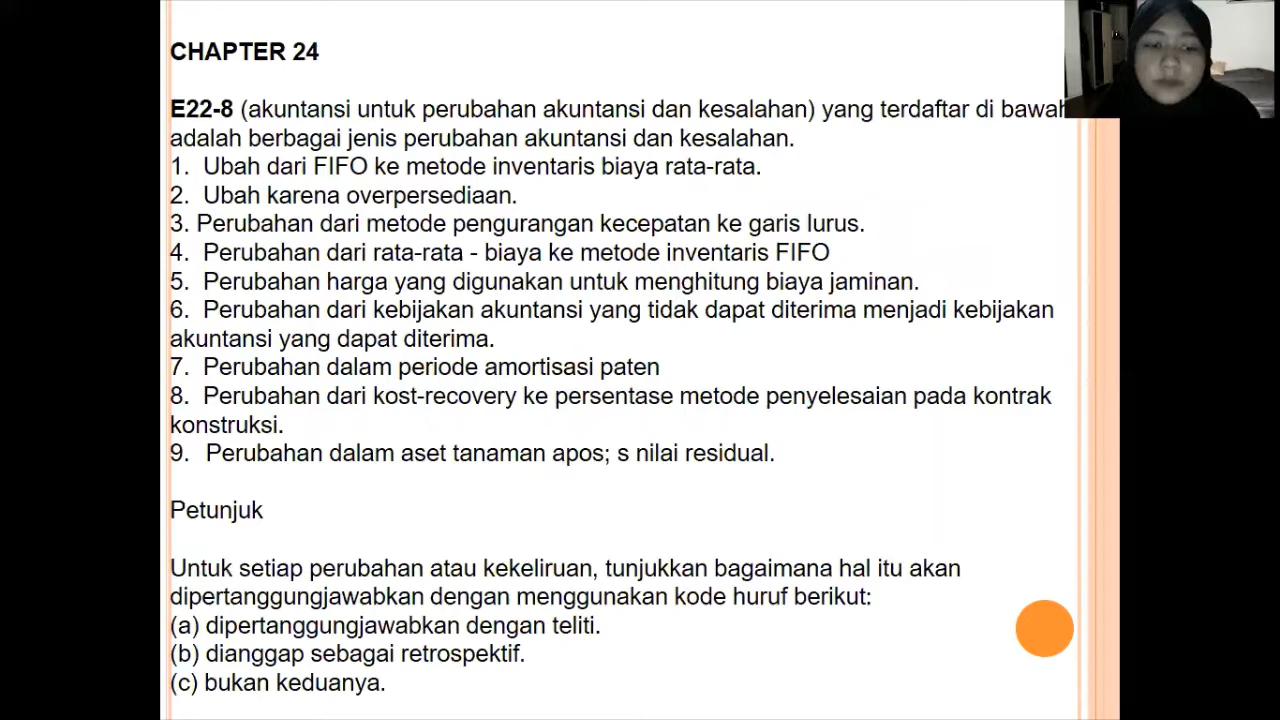 CHAPTER 24
E22-8 (akuntansi untuk perubahan akuntansi dan kesalahan) yang terdaftar di bawah
adalah berbagai jenis perubahan akuntansi dan kesalahan.
1. Ubah dari FIFO ke metode inventaris biaya rata-rata.
2. Ubah karena overpersediaan.
3. Perubahan dari metode pengurangan kecepatan ke garis lurus.
4. Perubahan dari rata-rata - biaya ke metode inventaris FIFO
5. Perubahan harga yang digunakan untuk menghitung biaya jaminan.
6. Perubahan dari kebijakan akuntansi yang tidak dapat diterima menjadi kebijakan
akuntansi yang dapat diterima.
7. Perubahan dalam periode amortisasi paten
8. Perubahan dari kost-recovery ke persentase metode penyelesaian pada kontrak
konstruksi.
9. Perubahan dalam aset tanaman apos; s nilai residual.
Petunjuk
Untuk setiap perubahan atau kekeliruan, tunjukkan bagaimana hal itu akan
dipertanggungjawabkan dengan menggunakan kode huruf berikut:
(a) dipertanggungjawabkan dengan teliti.
(b) dianggap sebagai retrospektif.
(c) bukan keduanya.